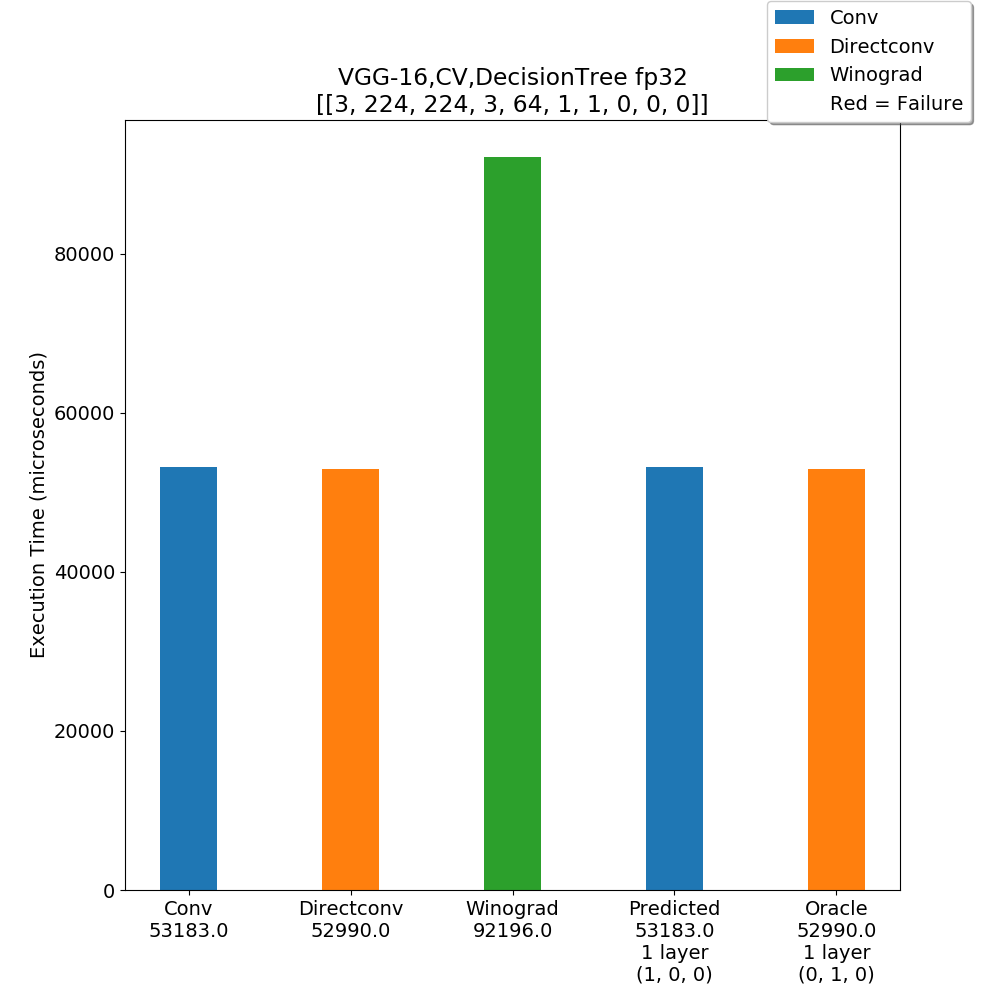 Conv
Directconv
Winograd
Red = Failure
VGG-16,CV,DecisionTree fp32
[[3, 224, 224, 3, 64, 1, 1, 0, 0, 0]]
Execution Time (microseconds)
80000
60000
40000
20000
0
Conv
53183.0
Directconv
52990.0
Winograd
92196.0
Predicted
53183.0
1 layer
(1, 0, 0)
Oracle
52990.0
1 layer
(0, 1, 0)